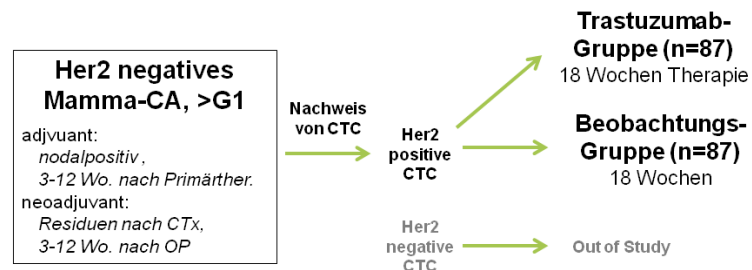 Her2 negatives
Mamma-CA, >G1
adjvuant:
nodalpositiv ,
3-12 Wo. nach Primärther.
neoadjuvant:
Residuen nach CTx,
3-12 Wo. nach OP
Nachweis
von CTC
Her2
positive
CTC
Her2
negative
CTC
Trastuzumab-
Gruppe (n=87)
18 Wochen Therapie
Beobachtungs-
Gruppe (n=87)
18 Wochen
Out of Study